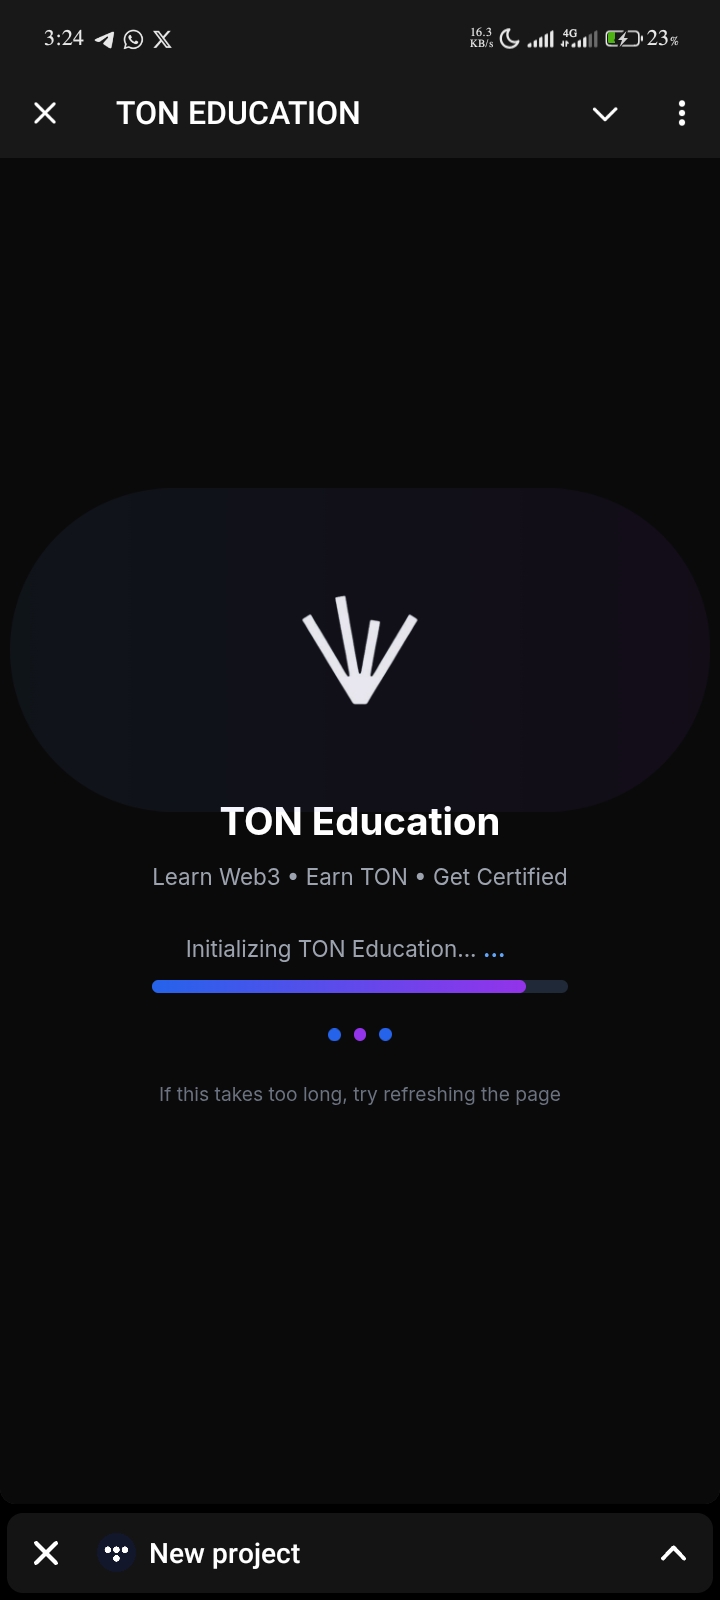 3:24 16.3 KB/s 4G 23%
TON EDUCATION
TON Education
Learn Web3 • Earn TON • Get Certified
Initializing TON Education... ...
If this takes too long, try refreshing the page
New project